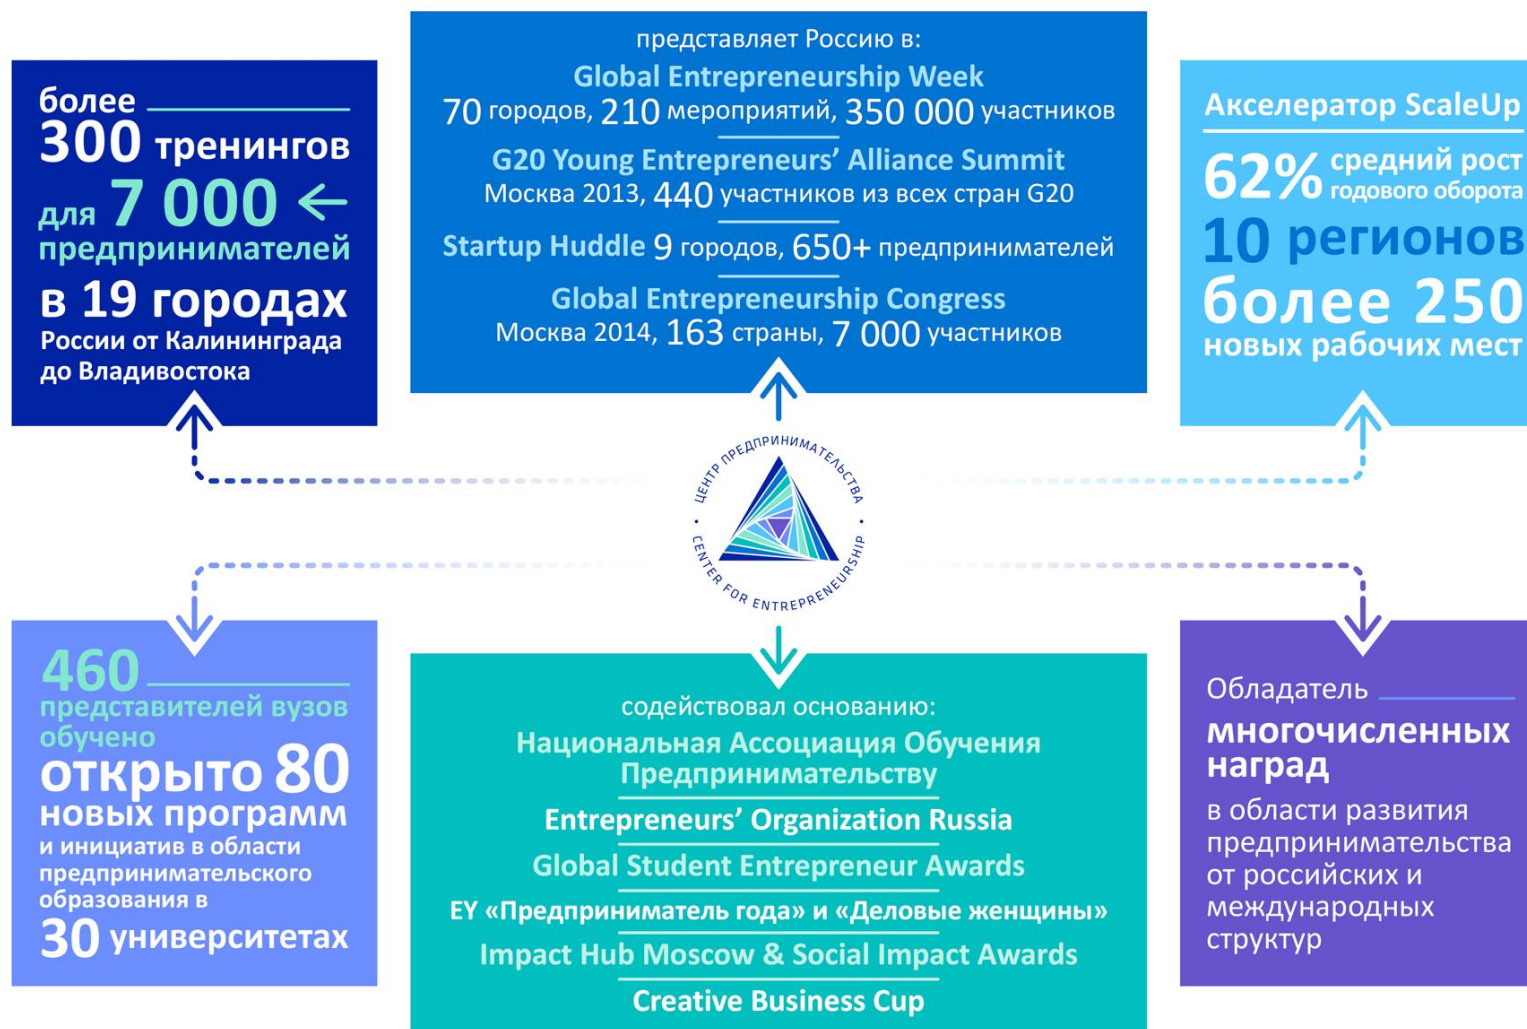 более
300 тренингов
для 7 000
предпринимателей
в 19 городах
России от Калининграда
до Владивостока
представляет Россию в:
Global Entrepreneurship Week
70 городов, 210 мероприятий, 350 000 участников
G20 Young Entrepreneurs’ Alliance Summit
Москва 2013, 440 участников из всех стран G20
Startup Huddle 9 городов, 650+ предпринимателей
Global Entrepreneurship Congress
Москва 2014, 163 страны, 7 000 участников
Акселератор ScaleUp
62% средний рост
годового оборота
10 регионов
более 250
новых рабочих мест
ЦЕНТР ПРЕДПРИНИМАТЕЛЬСТВА
CENTER FOR ENTREPRENEURSHIP
460
представителей вузов
обучено
открыто 80
новых программ
и инициатив в области
предпринимательского
образования в
30 университетах
содействовал основанию:
Национальная Ассоциация Обучения
Предпринимательству
Entrepreneurs’ Organization Russia
Global Student Entrepreneur Awards
EY «Предприниматель года» и «Деловые женщины»
Impact Hub Moscow & Social Impact Awards
Creative Business Cup
Обладатель
многочисленных
наград
в области развития
предпринимательства
от российских и
международных
структур